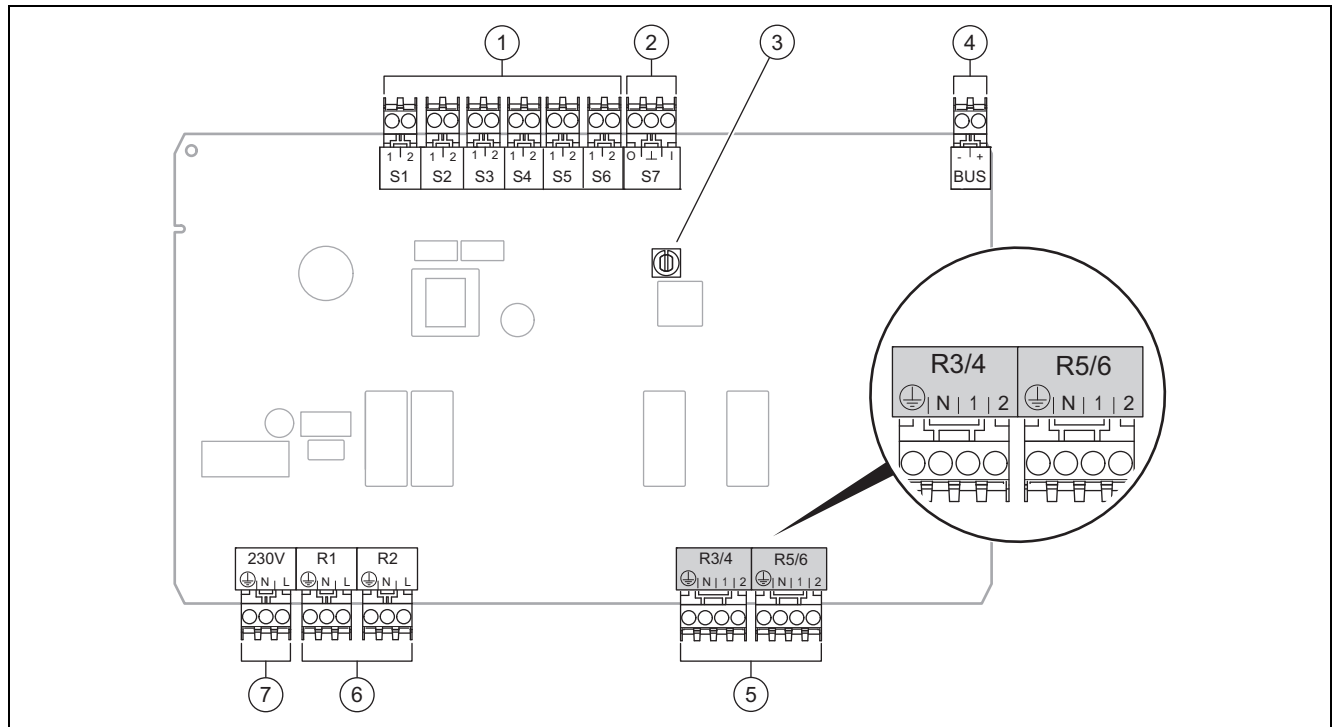 1 2 3 4
1 2 1 2 1 2 1 2 1 2 1 2 O ⊥ I - +
S1 S2 S3 S4 S5 S6 S7 BUS
R3/4 R5/6
⏚ | N | 1 | 2 ⏚ | N | 1 | 2
230V R1 R2 R3/4 R5/6
⏚ N L ⏚ N L ⏚ N L ⏚ | N | 1 | 2 ⏚ | N | 1 | 2
7 6 5